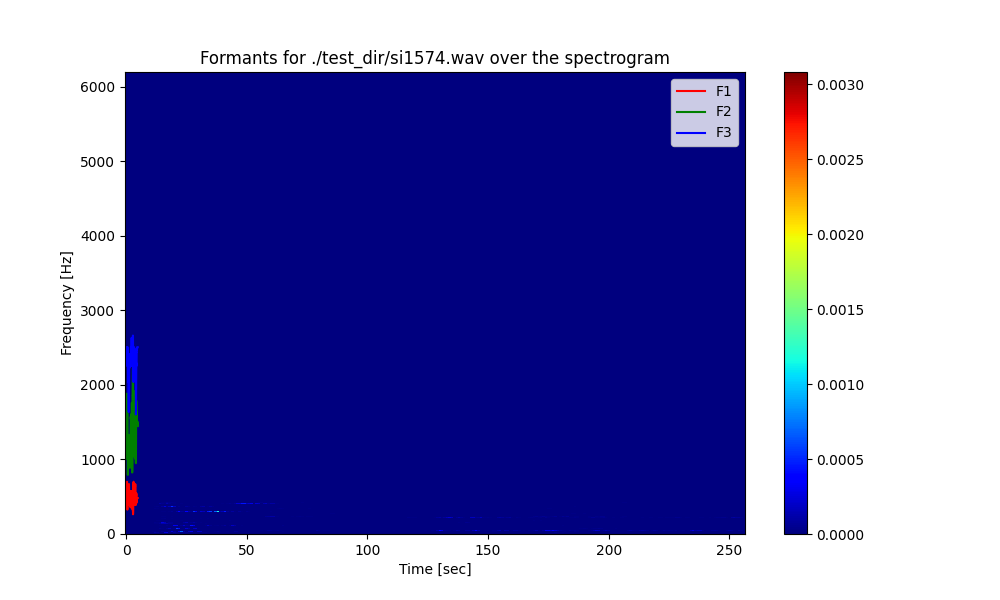 Formants for ./test_dir/si1574.wav over the spectrogram
F1
F2
F3
Frequency [Hz]
6000
5000
4000
3000
2000
1000
0
0 50 100 150 200 250
Time [sec]
0.0030
0.0025
0.0020
0.0015
0.0010
0.0005
0.0000